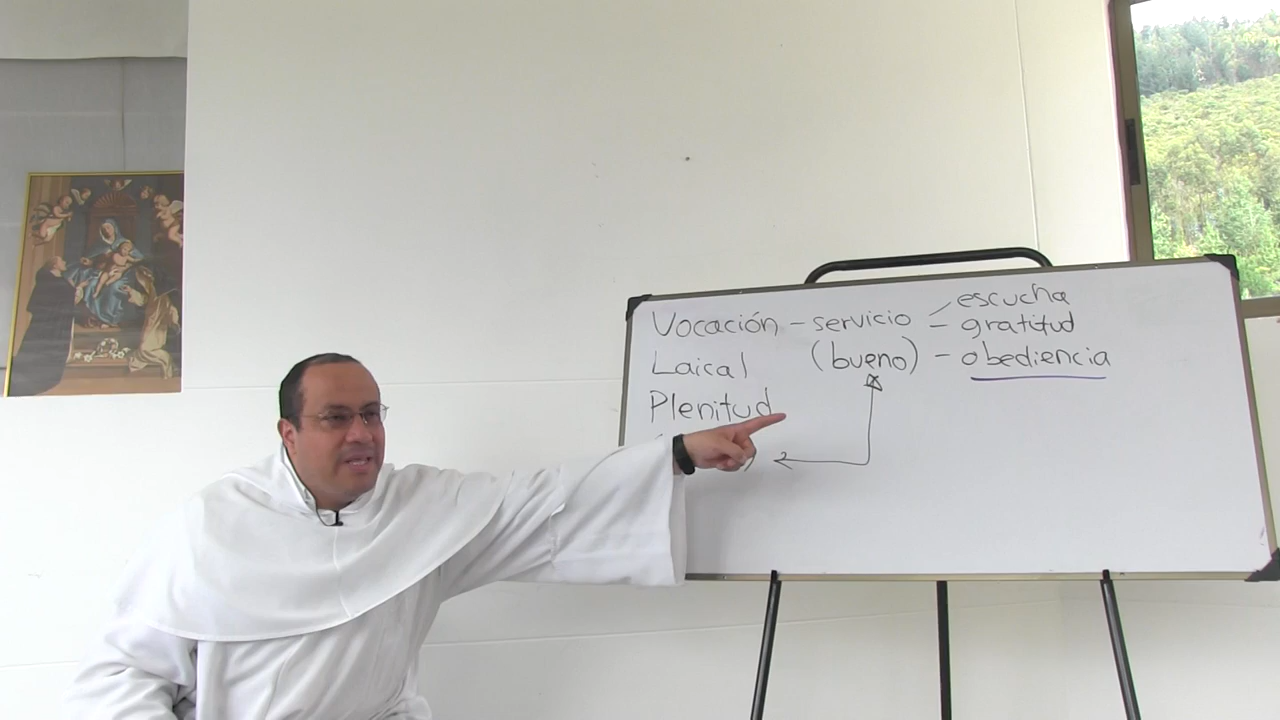 Vocación - servicio - escucha
- gratitud
Laical (bueno) - obediencia
Plenitud